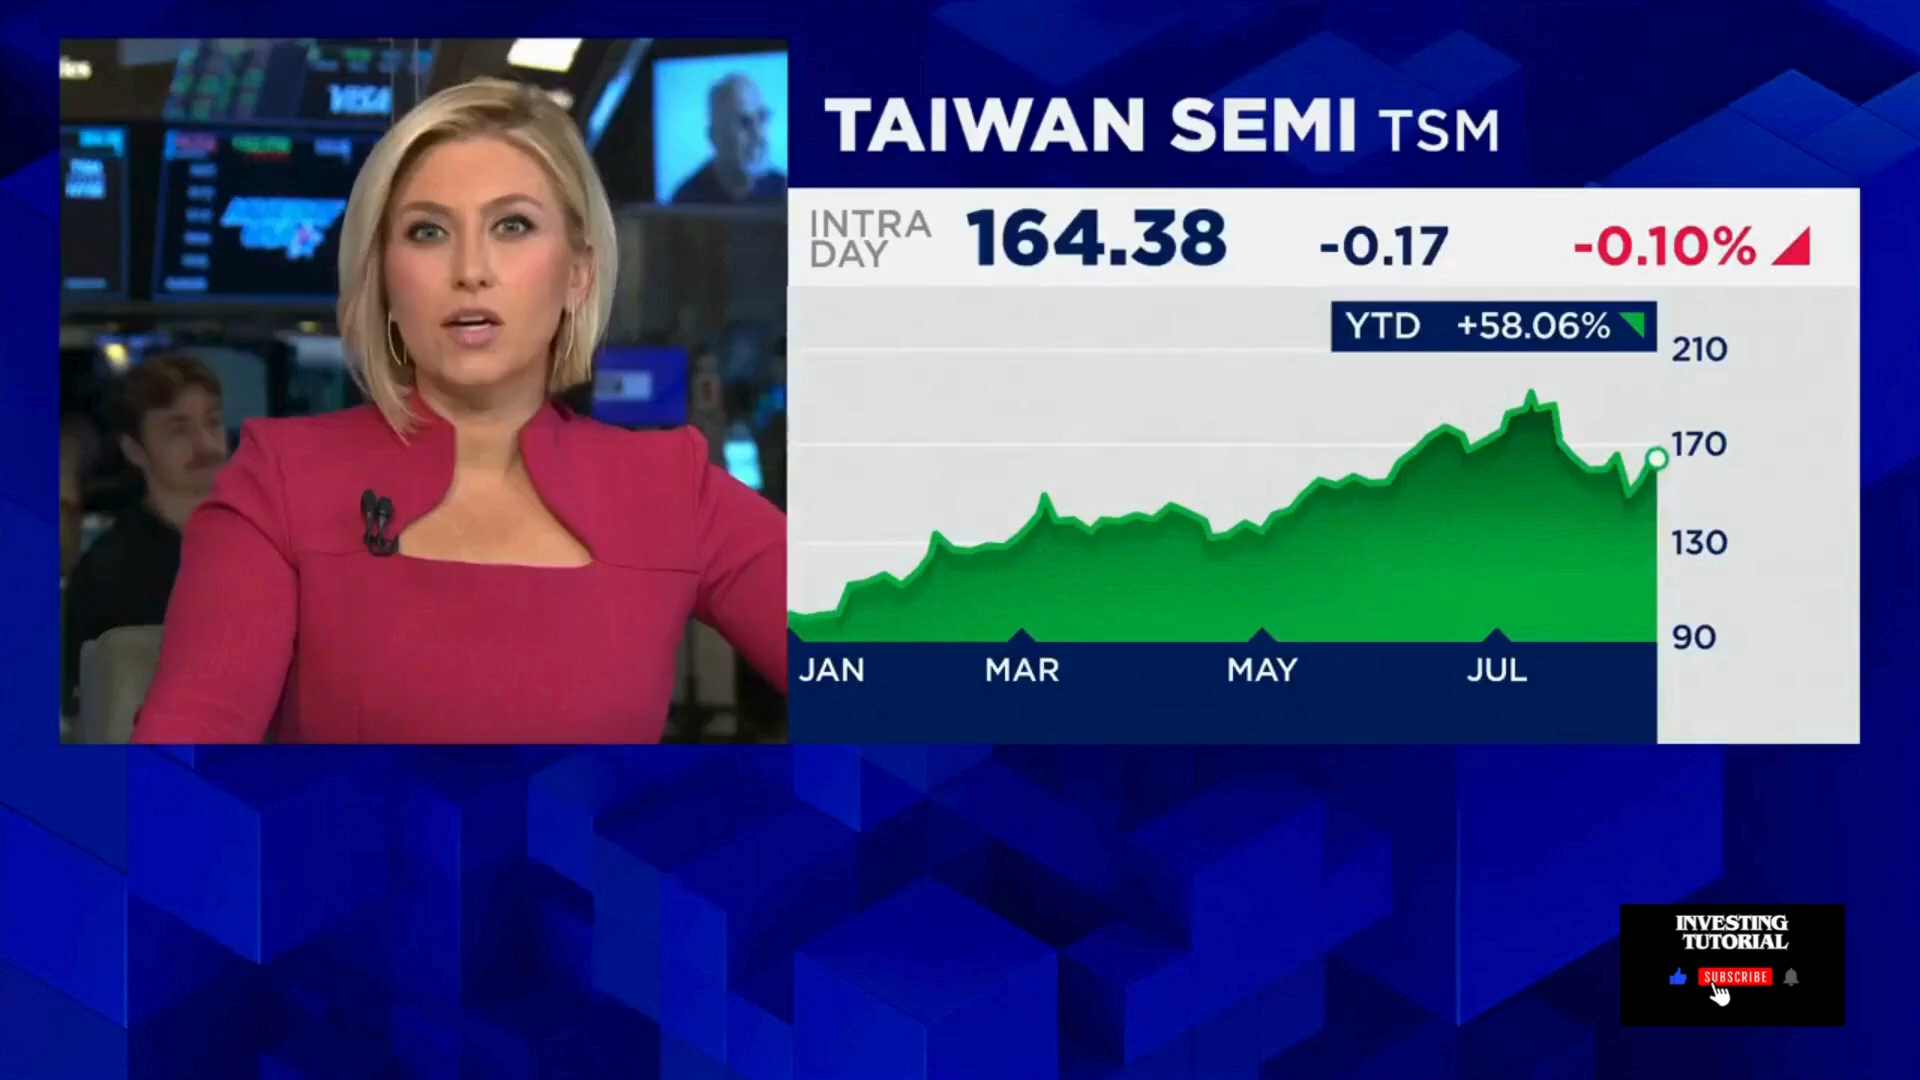 VISA
TAIWAN SEMI TSM
INTRA
DAY
164.38
-0.17
-0.10%
YTD +58.06%
210
170
130
90
JAN
MAR
MAY
JUL
INVESTING
TUTORIAL
SUBSCRIBE